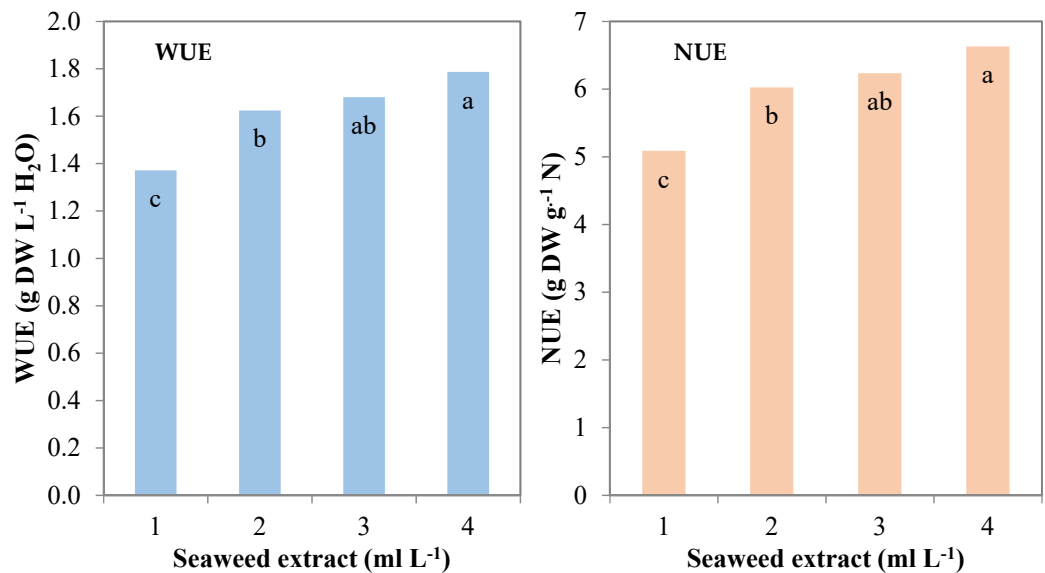 WUE
WUE (g DW L⁻¹ H₂O)
2.0
1.8
1.6
1.4
1.2
1.0
0.8
0.6
0.4
0.2
0.0
c
b
ab
a
1 2 3 4
Seaweed extract (ml L⁻¹)
NUE
NUE (g DW g·⁻¹ N)
7
6
5
4
3
2
1
0
c
b
ab
a
1 2 3 4
Seaweed extract (ml L⁻¹)